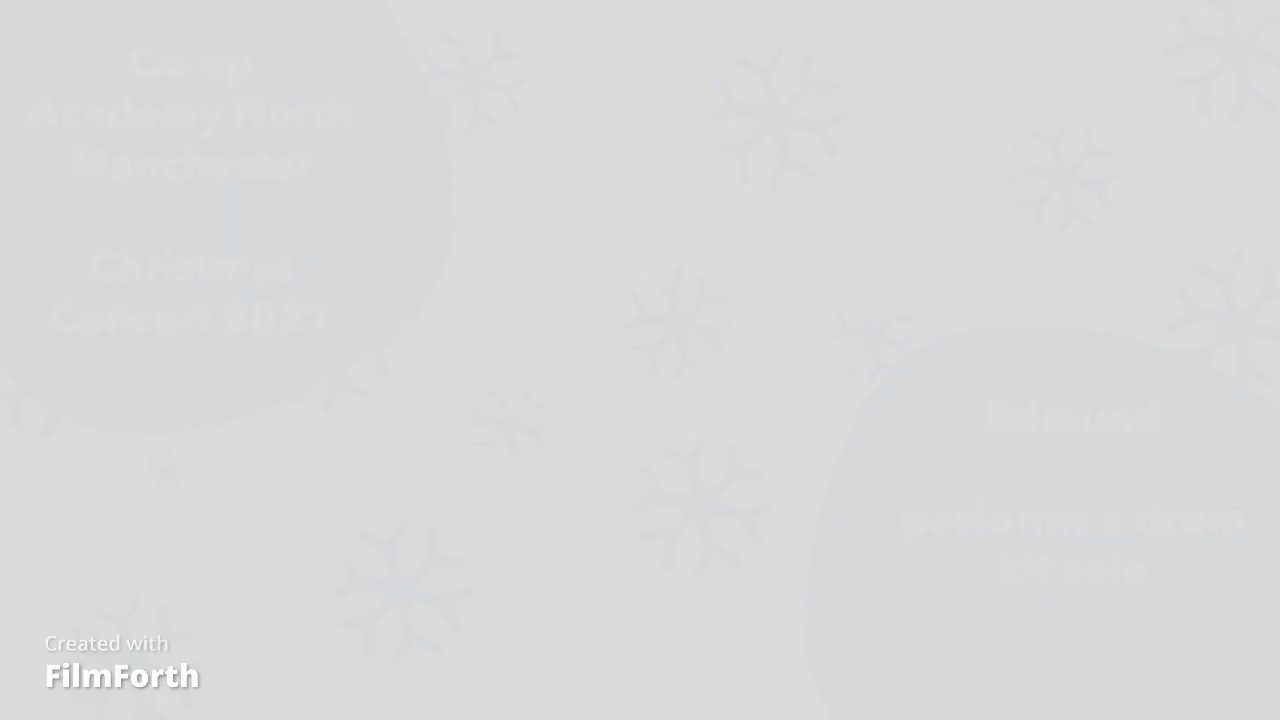 Co-op
Academy North
Manchester
Christmas
Concert 2021
Edmund
performs a drum
kit solo
Created with
FilmForth